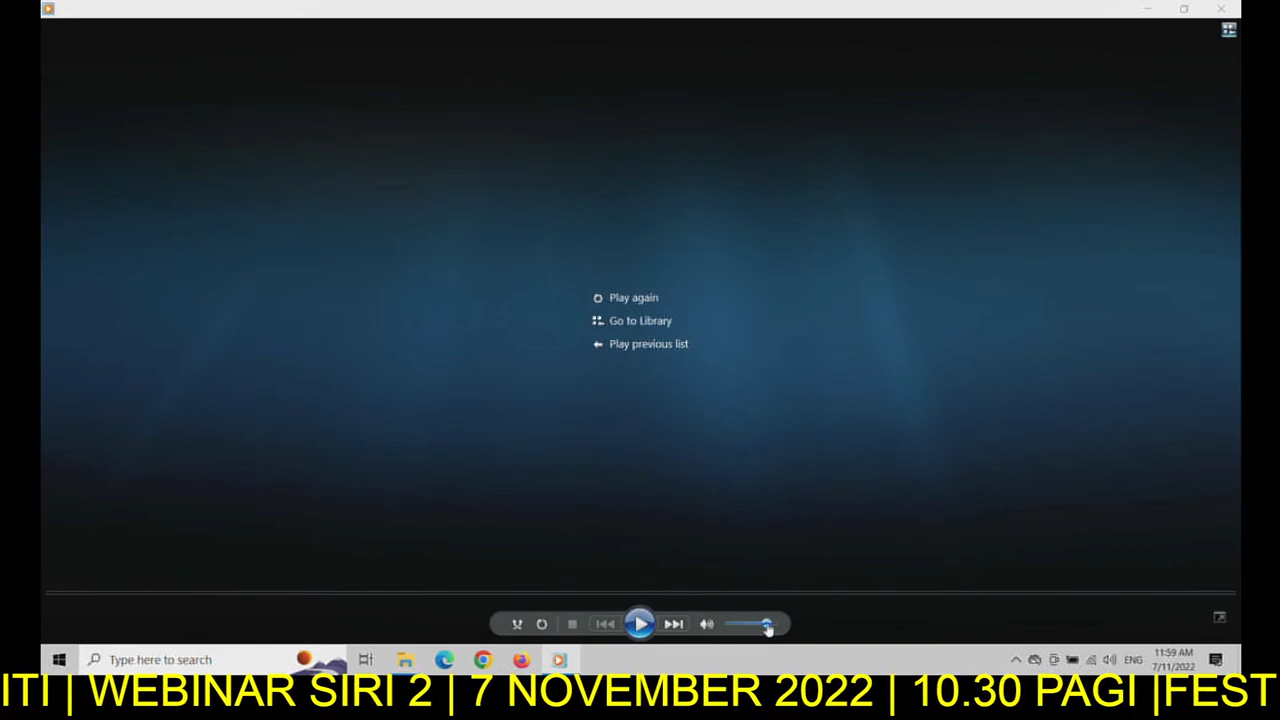 Play again
Go to Library
Play previous list
Type here to search
ENG
11:59 AM
7/11/2022
ITI | WEBINAR SIRI 2 | 7 NOVEMBER 2022 | 10.30 PAGI |FEST